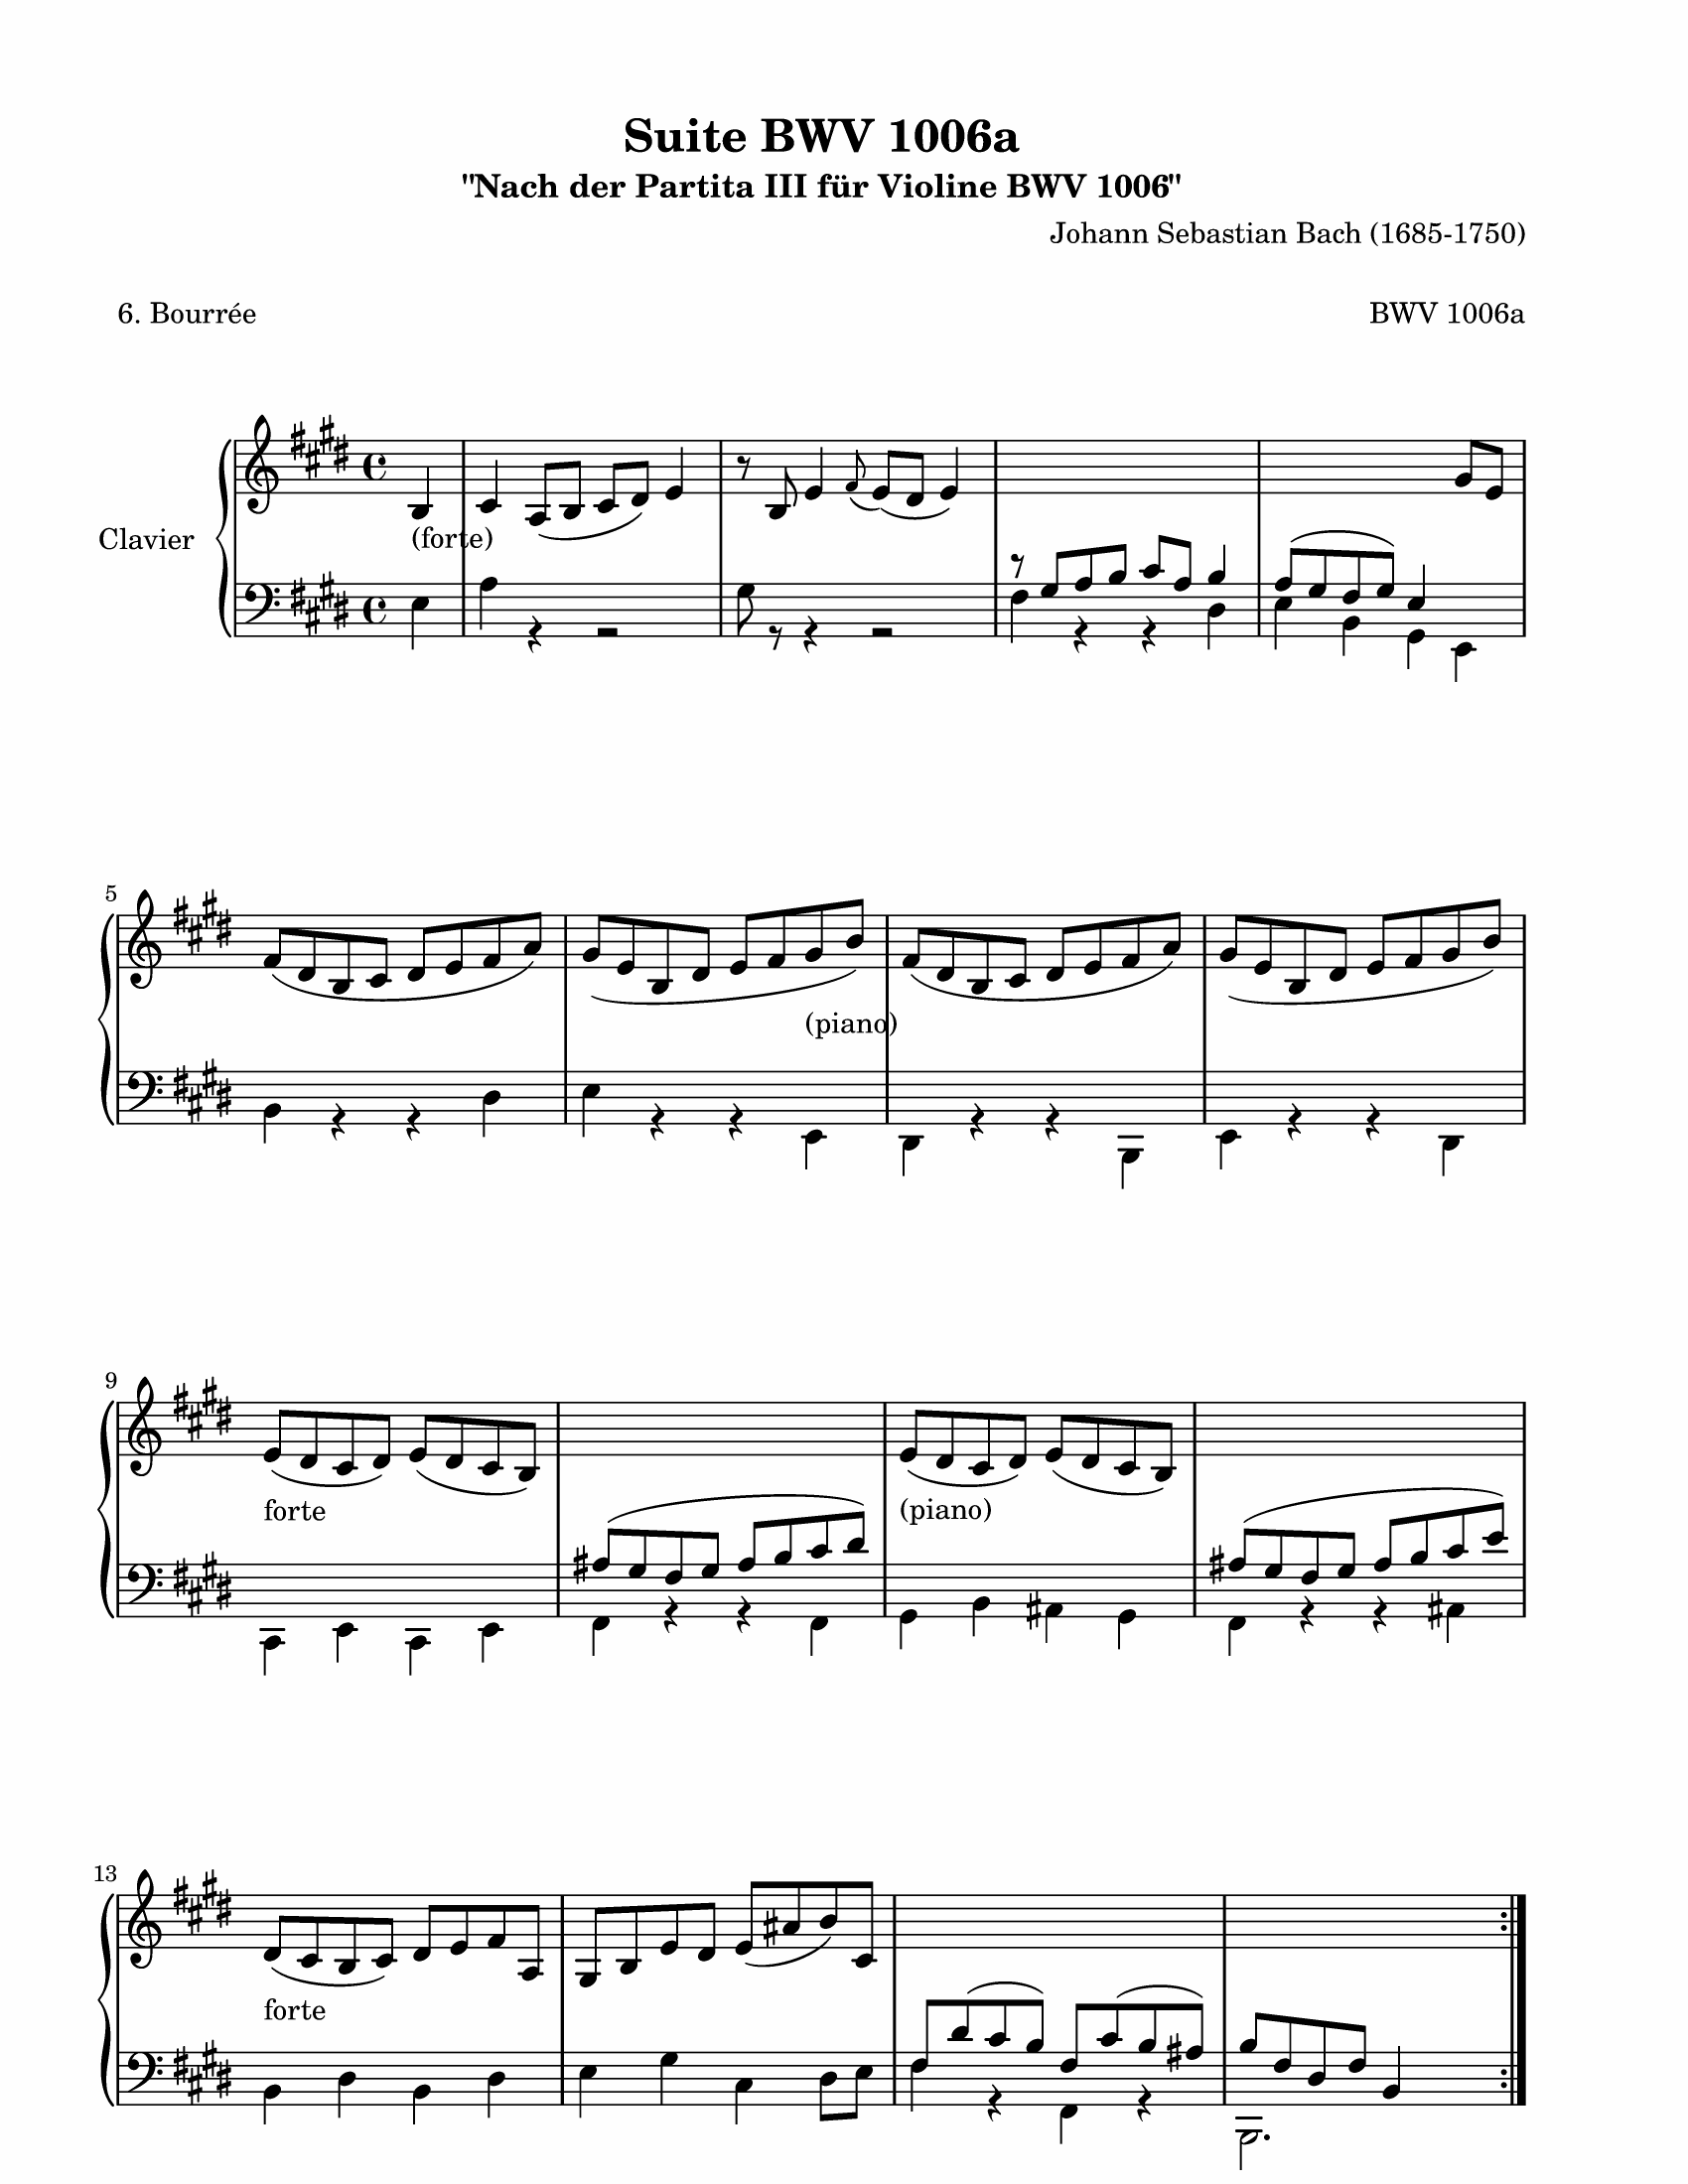 Suite BWV 1006a
"Nach der Partita III für Violine BWV 1006"
Johann Sebastian Bach (1685-1750)
6. Bourrée BWV 1006a
Clavier
(forte)
5
(piano)
9
forte (piano)
13
forte